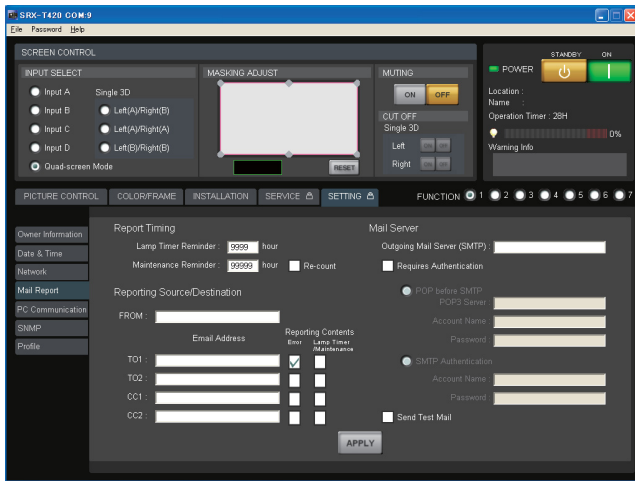 SRX-T420 COM:9
File Password Help
SCREEN CONTROL
INPUT SELECT
Input A
Input B
Input C
Input D
Quad-screen Mode
Single 3D
Left(A)/Right(B)
Left(A)/Right(A)
Left(B)/Right(B)
MASKING ADJUST
RESET
MUTING
ON OFF
CUT OFF
Single 3D
Left ON OFF
Right ON OFF
POWER
STANDBY ON
Location :
Name :
Operation Timer : 28H
0%
Warning Info
PICTURE CONTROL COLOR/FRAME INSTALLATION SERVICE SETTING FUNCTION 1 2 3 4 5 6 7
Owner Information
Date & Time
Network
Mail Report
PC Communication
SNMP
Profile
Report Timing
Lamp Timer Reminder : 9999 hour
Maintenance Reminder : 99999 hour Re-count
Reporting Source/Destination
FROM :
Email Address
Reporting Contents
Error Lamp Timer
/Maintenance
TO1 :
TO2 :
CC1 :
CC2 :
Mail Server
Outgoing Mail Server (SMTP) :
Requires Authentication
POP before SMTP
POP3 Server :
Account Name :
Password :
SMTP Authentication
Account Name :
Password :
Send Test Mail
APPLY